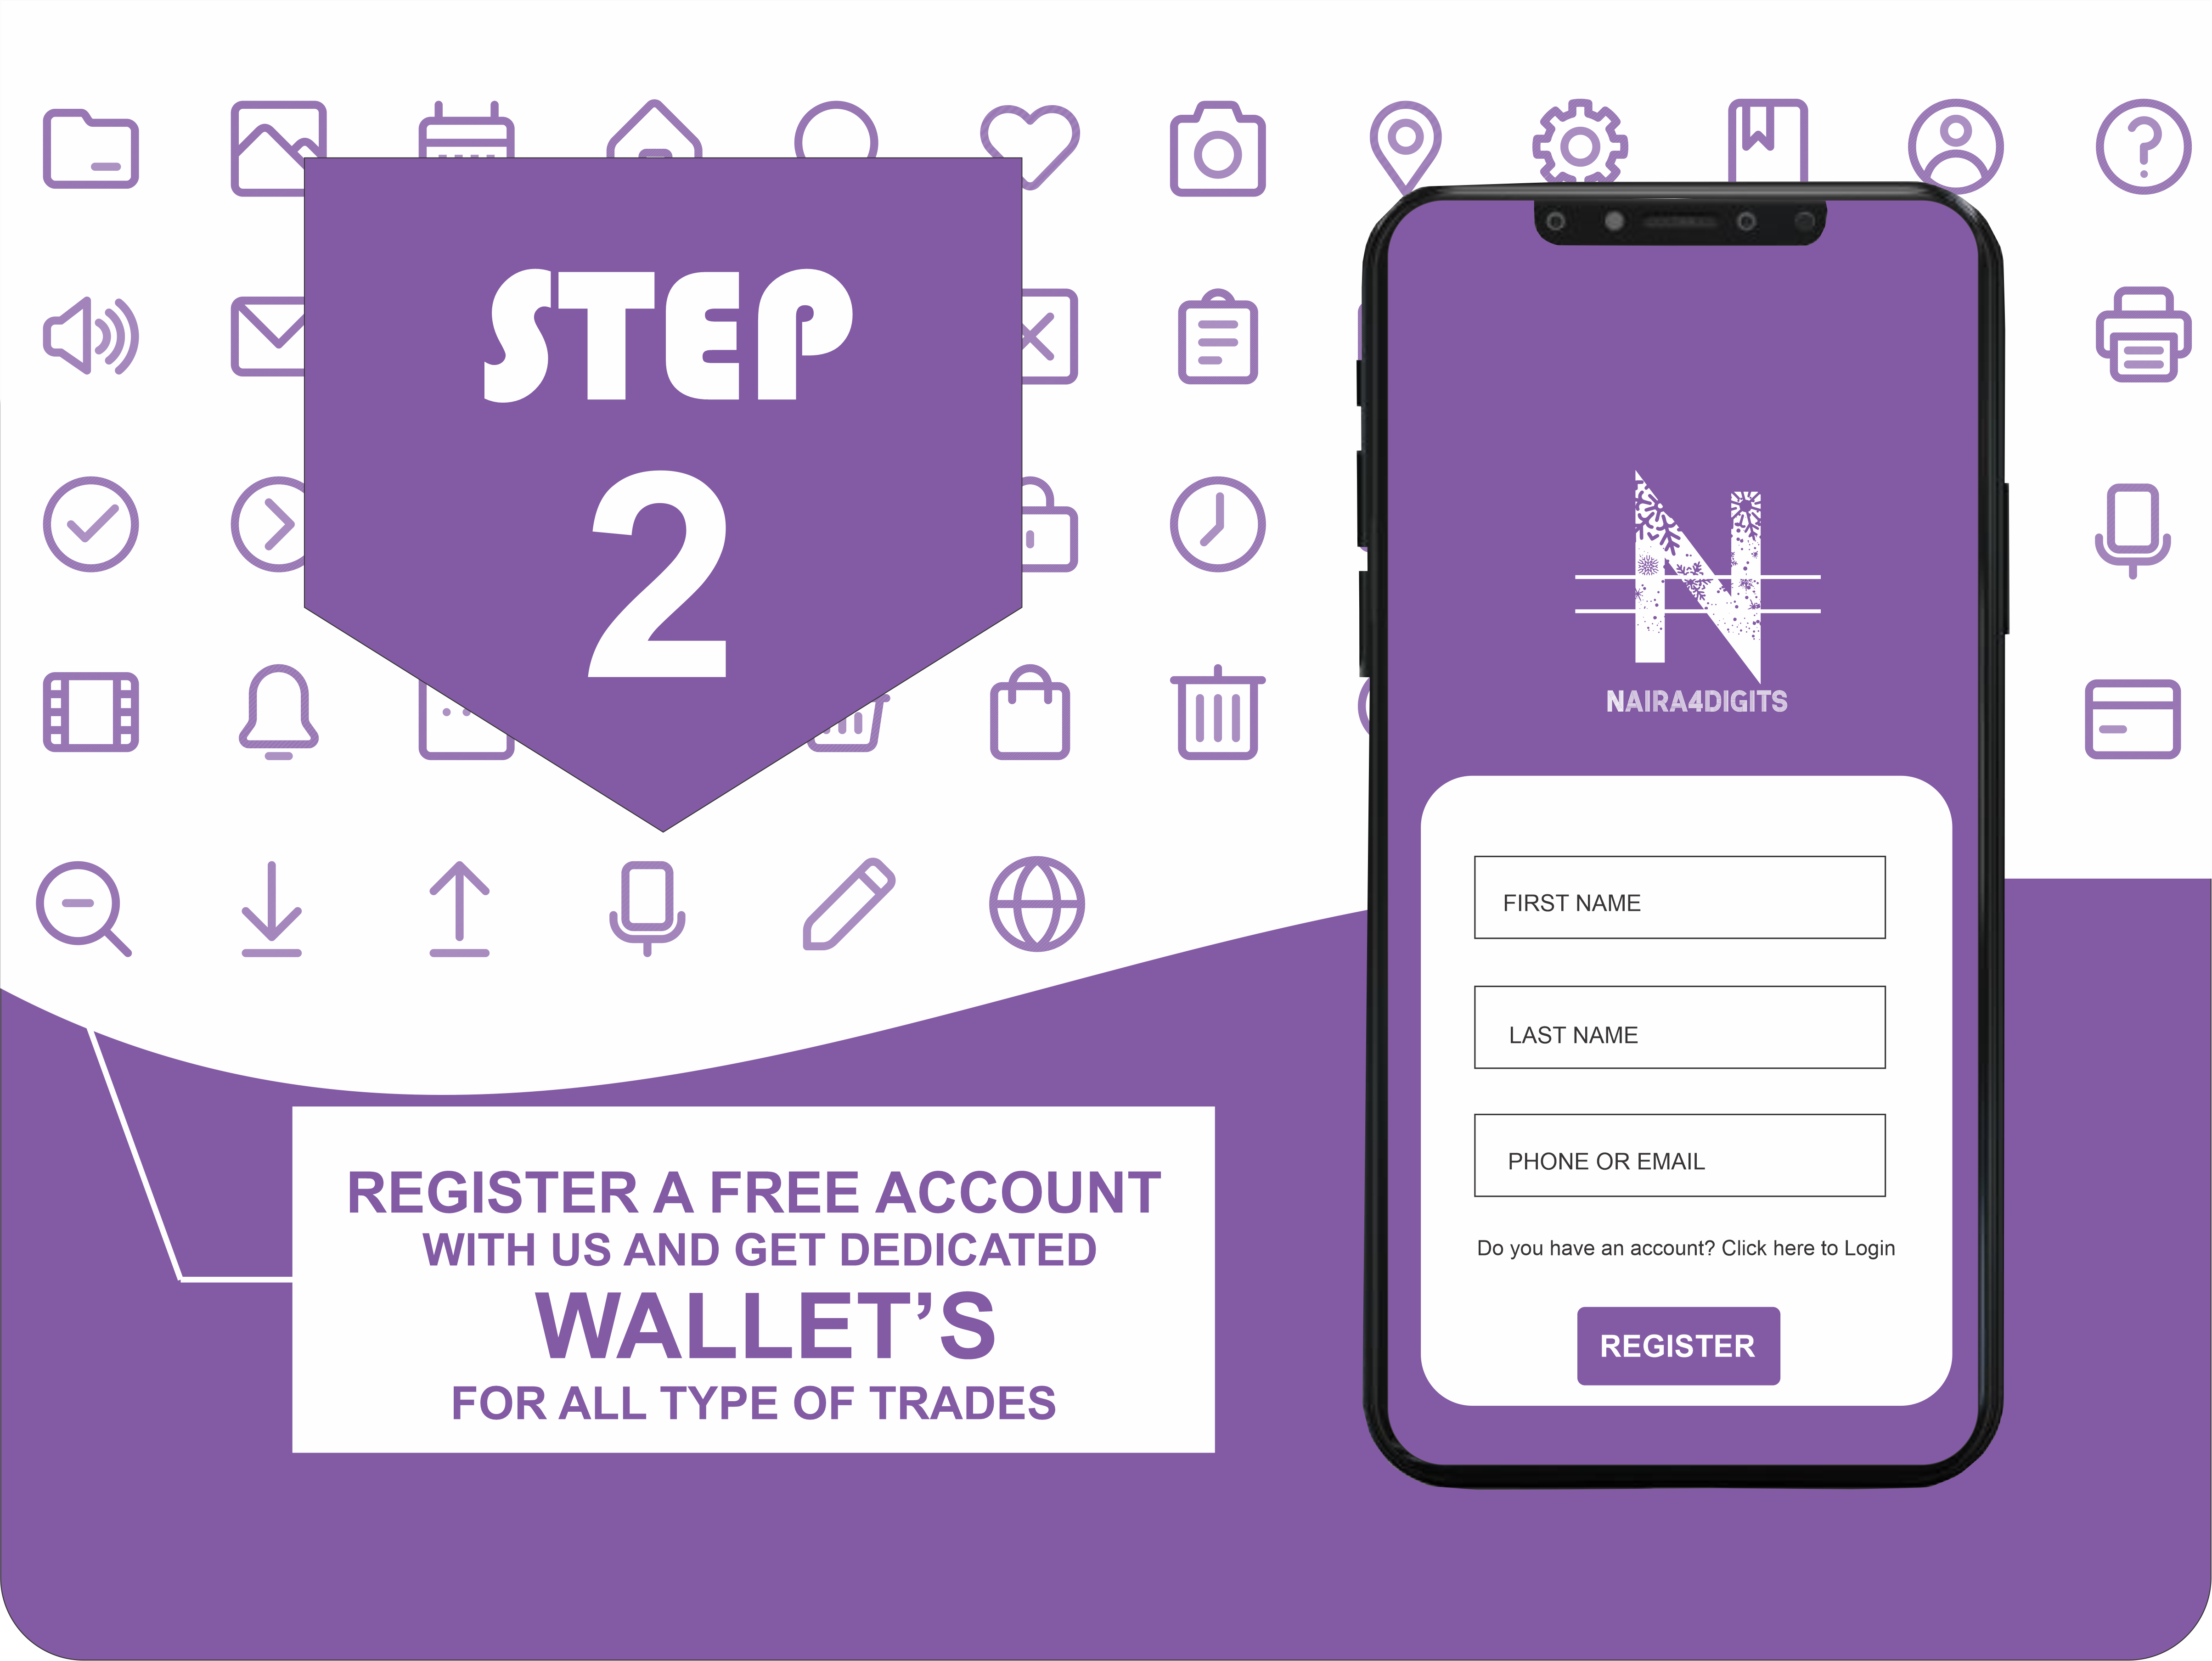 STEP
2
REGISTER A FREE ACCOUNT
WITH US AND GET DEDICATED
WALLET’S
FOR ALL TYPE OF TRADES
N
NAIRA4DIGITS
FIRST NAME
LAST NAME
PHONE OR EMAIL
Do you have an account? Click here to Login
REGISTER